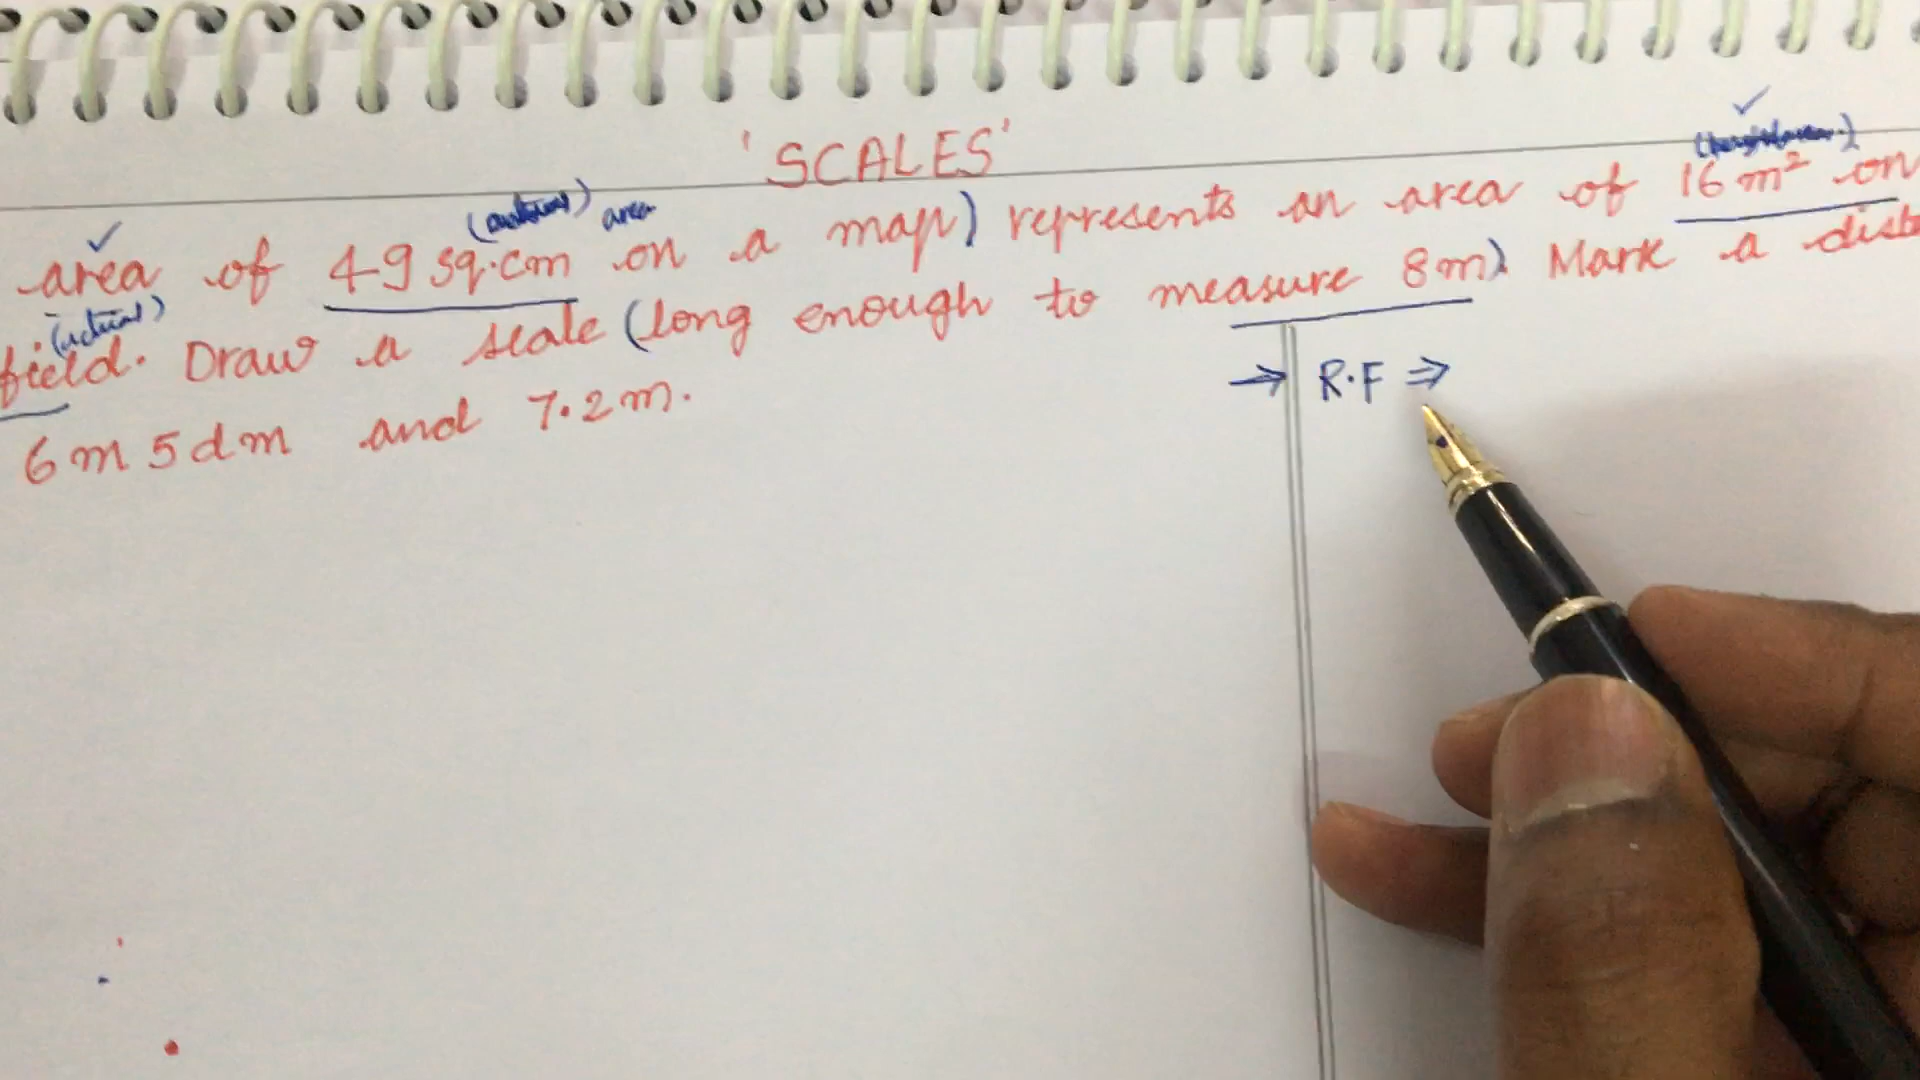 'SCALES'
area of 49 sq.cm on a map) represents an area of 16 m² on
area
field. Draw a scale (long enough to measure 8m). Mark a dist
(actual)
6m 5dm and 7.2m.
→ R.F ⇒